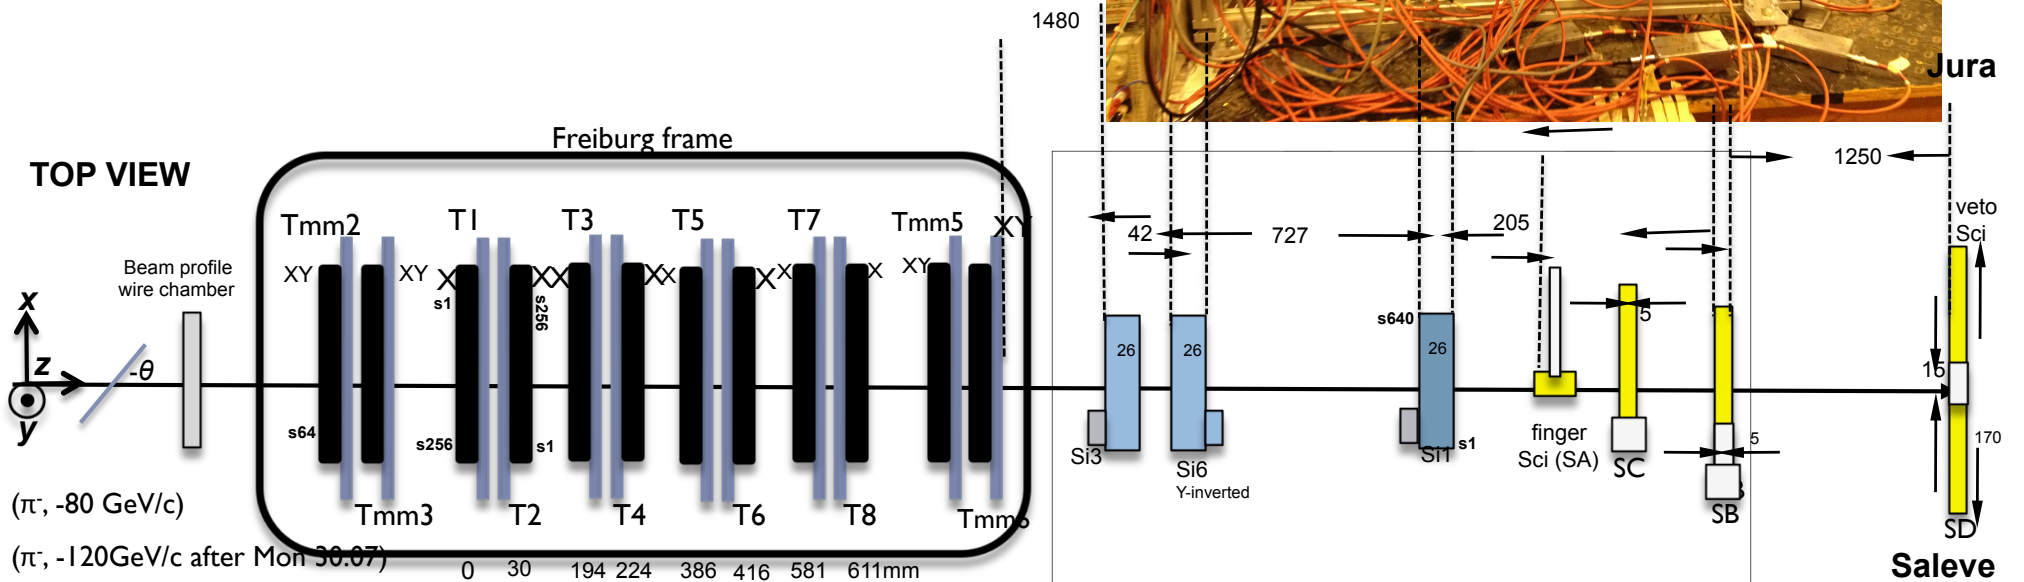 1480
Jura
Freiburg frame
1250
TOP VIEW
Tmm2
T1
T3
T5
T7
Tmm5
XY
veto
Sci
42
727
205
Beam profile
wire chamber
XY
XY
X
X
X
X
X
X
X
X
XY
s1
s256
x
z
-θ
y
s640
5
26
26
26
15
s64
s256
s1
Si3
Si6
Y-inverted
Si1
s1
finger
Sci (SA)
SC
5
170
SB
SD
(π-, -80 GeV/c)
Tmm3
T2
T4
T6
T8
Tmm6
(π-, -120GeV/c after Mon 30.07)
0
30
194
224
386
416
581
611mm
Saleve